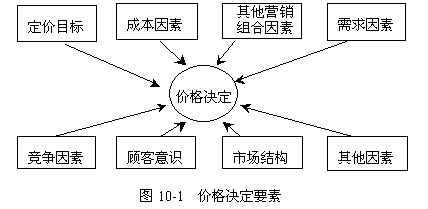 定价目标
成本因素
其他营销
组合因素
需求因素
价格决定
竞争因素
顾客意识
市场结构
其他因素
图 10-1 价格决定要素